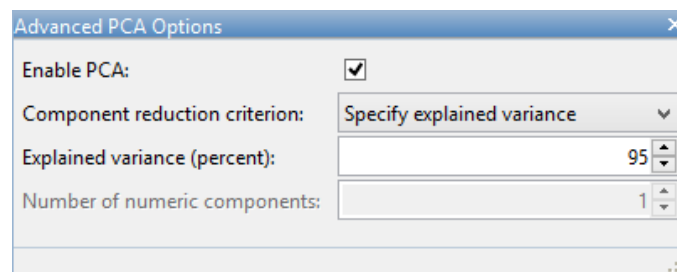 Advanced PCA Options
Enable PCA:
Component reduction criterion: Specify explained variance
Explained variance (percent): 95
Number of numeric components: 1